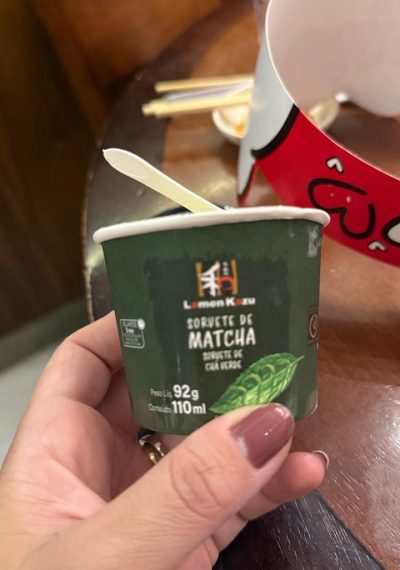 Lamen Kazu
SORVETE DE
MATCHA
SORVETE DE
CHÁ VERDE
Peso Líq. 92g
Conteúdo 110ml